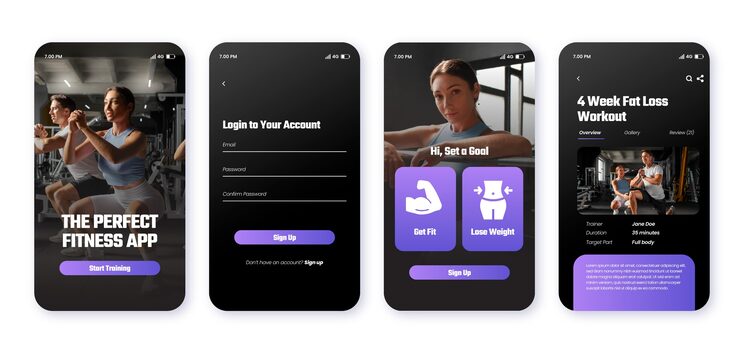 7.00 PM
4G
THE PERFECT
FITNESS APP
Start Training
7.00 PM
4G
Login to Your Account
Email
Password
Confirm Password
Sign Up
Don't have an account? Sign up
7.00 PM
4G
Hi, Set a Goal
Get Fit
Lose Weight
Sign Up
7.00 PM
4G
4 Week Fat Loss
Workout
Overview Gallery Review (21)
Trainer Jane Doe
Duration 35 minutes
Target Part Full body
Lorem ipsum dolor sit amet, consectetuer
adipiscing elit, sed diam nonummy nibh
euismod tincidunt ut laoreet dolore magna
aliquam erat volutpat. Ut wisi enim ad minim
veniam, quis nostrud exerci tation ullamcorper
suscipit lobortis nisl ut aliquip ex ea commodo.